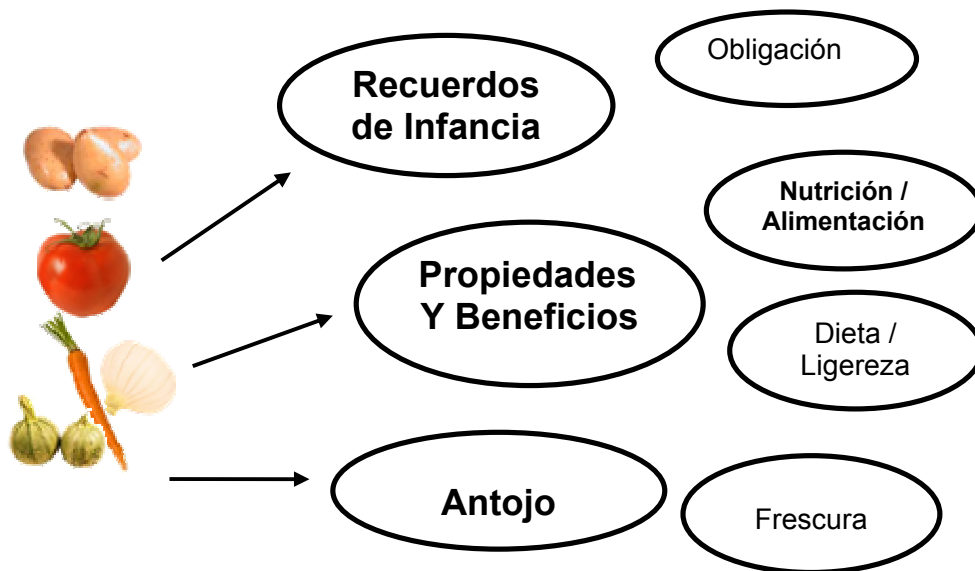 Obligación
Recuerdos
de Infancia
Nutrición /
Alimentación
Propiedades
Y Beneficios
Dieta /
Ligereza
Antojo
Frescura